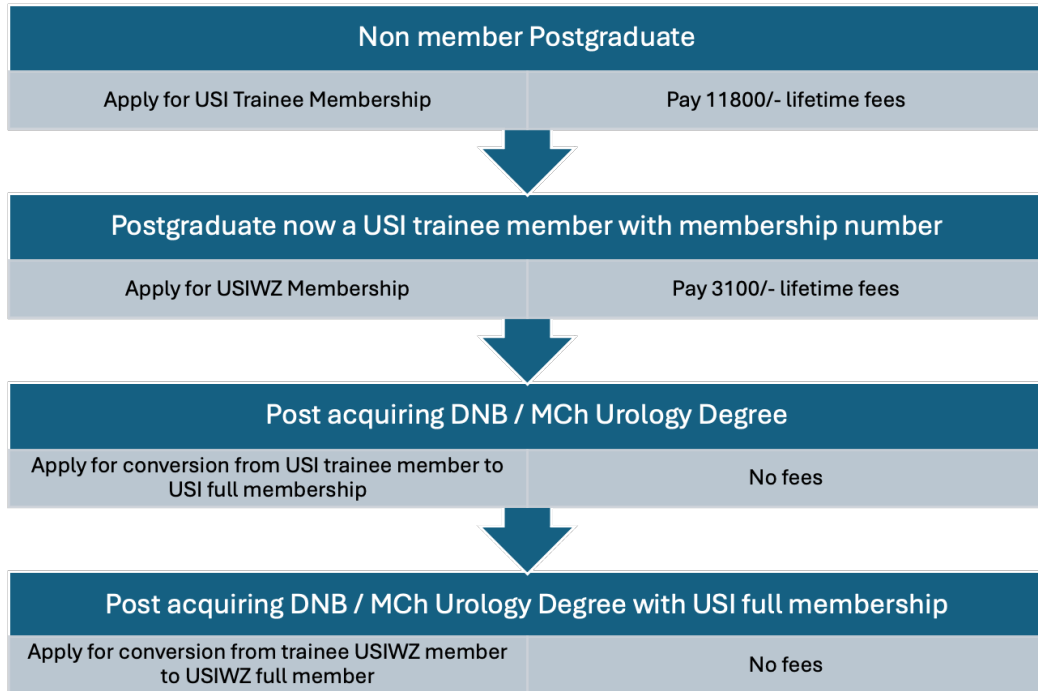 Non member Postgraduate
Apply for USI Trainee Membership
Pay 11800/- lifetime fees
Postgraduate now a USI trainee member with membership number
Apply for USIWZ Membership
Pay 3100/- lifetime fees
Post acquiring DNB / MCh Urology Degree
Apply for conversion from USI trainee member to
USI full membership
No fees
Post acquiring DNB / MCh Urology Degree with USI full membership
Apply for conversion from trainee USIWZ member
to USIWZ full member
No fees